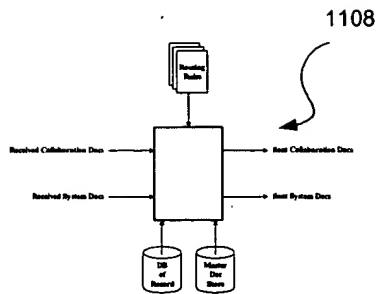 1108
Routing
Rules
Received Collaboration Docs
Sent Collaboration Docs
Received System Docs
Sent System Docs
DB
of
Record
Master
Doc
Store